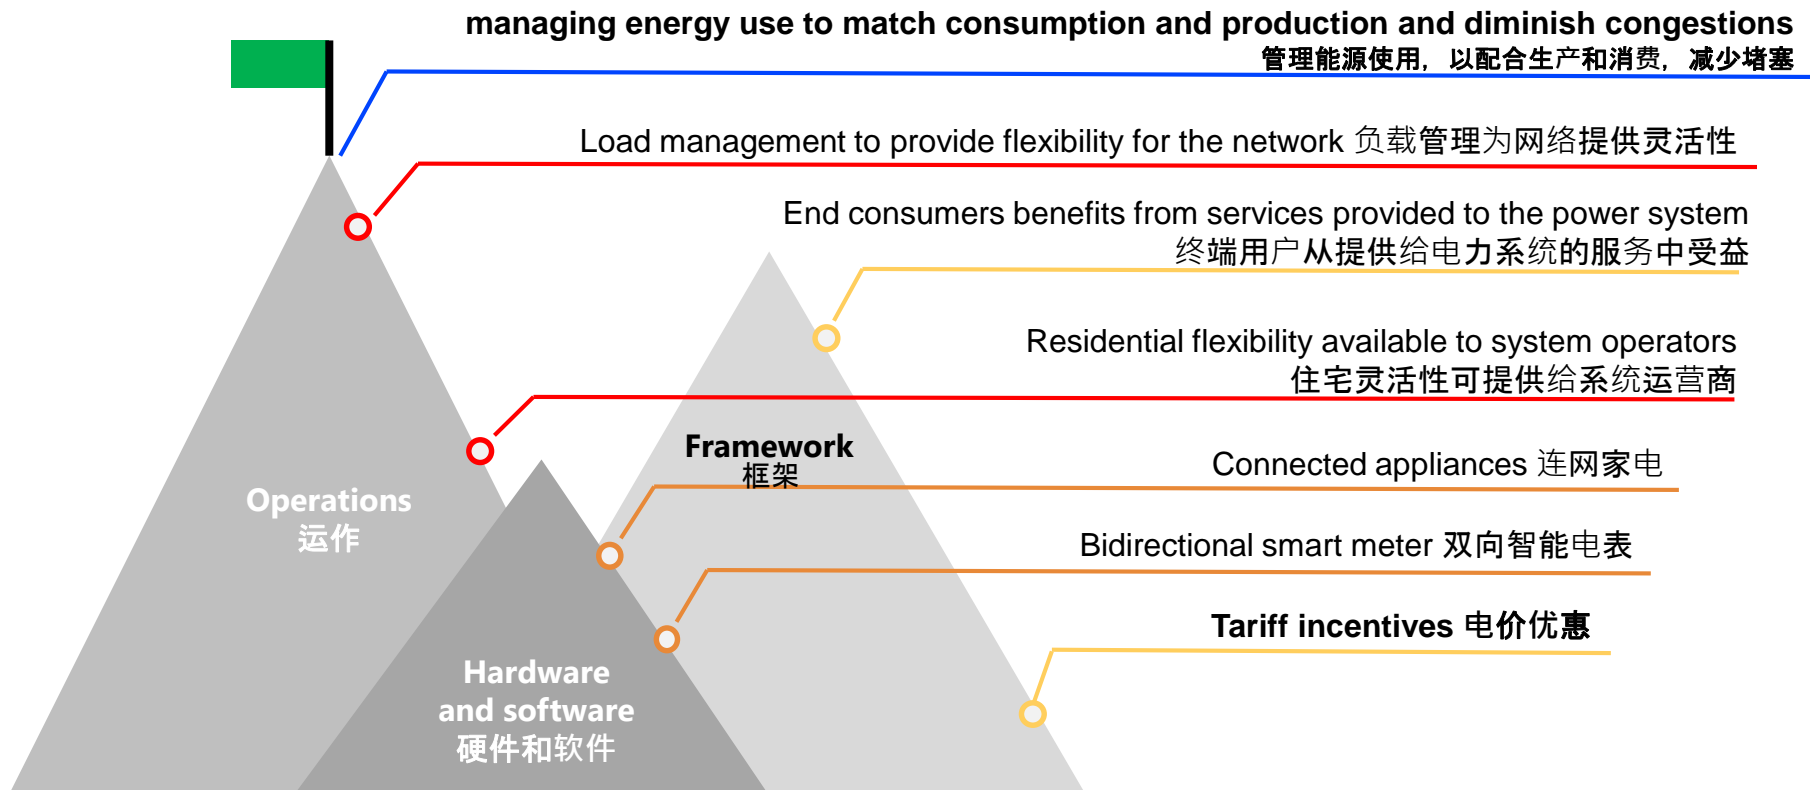 managing energy use to match consumption and production and diminish congestions
管理能源使用，以配合生产和消费，减少堵塞
Load management to provide flexibility for the network 负载管理为网络提供灵活性
End consumers benefits from services provided to the power system
终端用户从提供给电力系统的服务中受益
Residential flexibility available to system operators
住宅灵活性可提供给系统运营商
Framework
框架
Connected appliances 连网家电
Operations
运作
Bidirectional smart meter 双向智能电表
Tariff incentives 电价优惠
Hardware
and software
硬件和软件